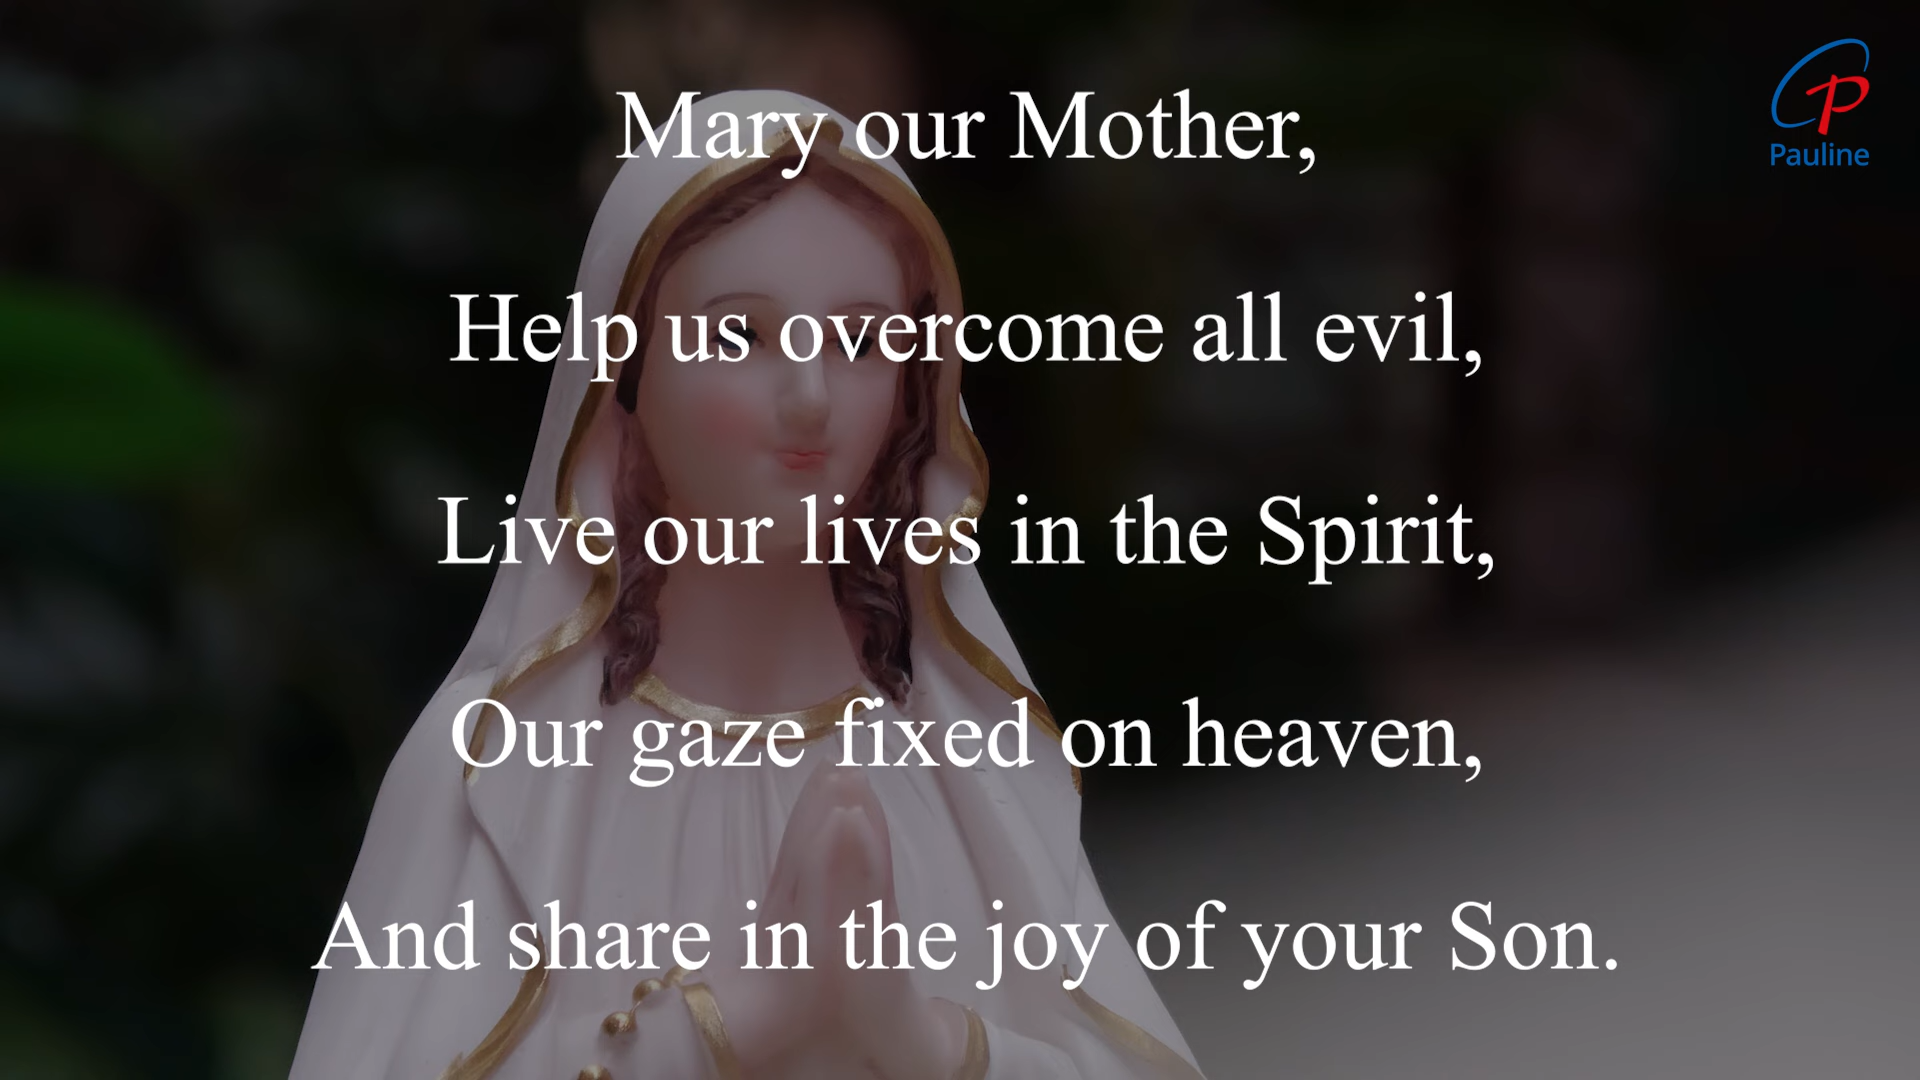 Mary our Mother,
Pauline
Help us overcome all evil,
Live our lives in the Spirit,
Our gaze fixed on heaven,
And share in the joy of your Son.